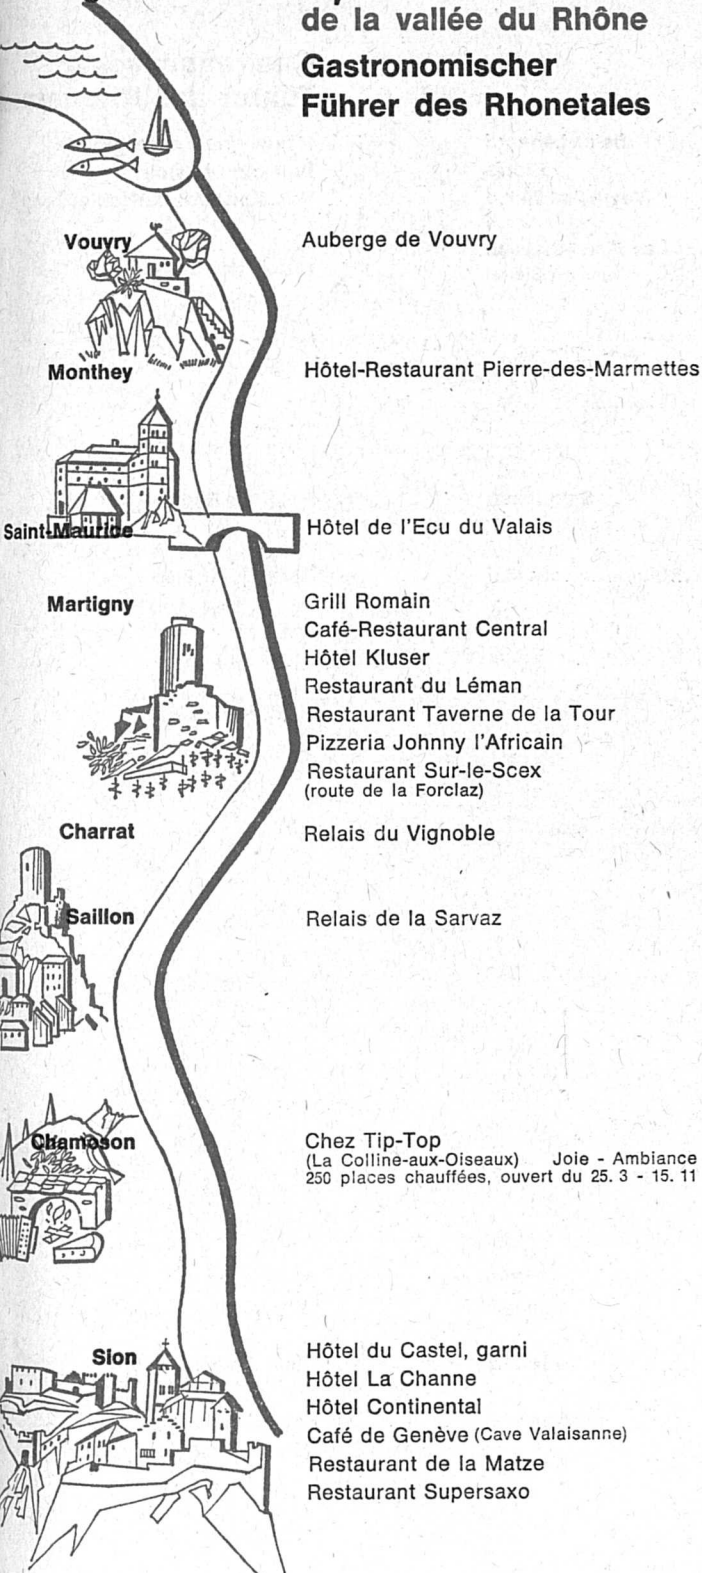 de la vallée du Rhône
Gastronomischer
Führer des Rhonetales
Vouvry
Auberge de Vouvry
Monthey
Hôtel-Restaurant Pierre-des-Marmettes
Saint-Maurice
Hôtel de l'Ecu du Valais
Martigny
Grill Romain
Café-Restaurant Central
Hôtel Kluser
Restaurant du Léman
Restaurant Taverne de la Tour
Pizzeria Johnny l'Africain
Restaurant Sur-le-Scex
(route de la Forclaz)
Charrat
Relais du Vignoble
Saillon
Relais de la Sarvaz
Chamoson
Chez Tip-Top
(La Colline-aux-Oiseaux) Joie - Ambiance
250 places chauffées, ouvert du 25. 3 - 15. 11
Sion
Hôtel du Castel, garni
Hôtel La Channe
Hôtel Continental
Café de Genève (Cave Valaisanne)
Restaurant de la Matze
Restaurant Supersaxo